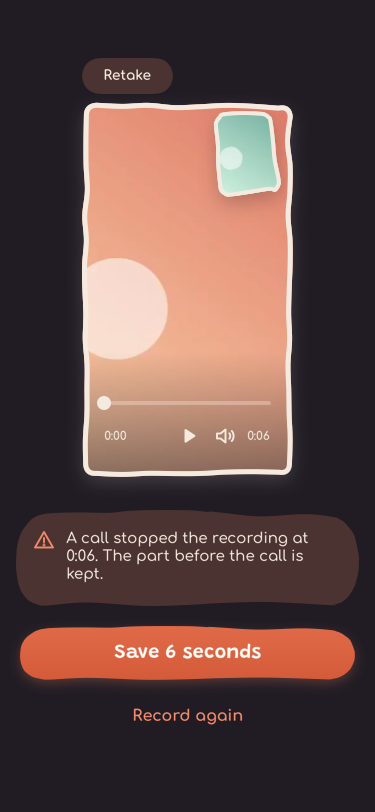 Retake
0:00
0:06
A call stopped the recording at
0:06. The part before the call is
kept.
Save 6 seconds
Record again